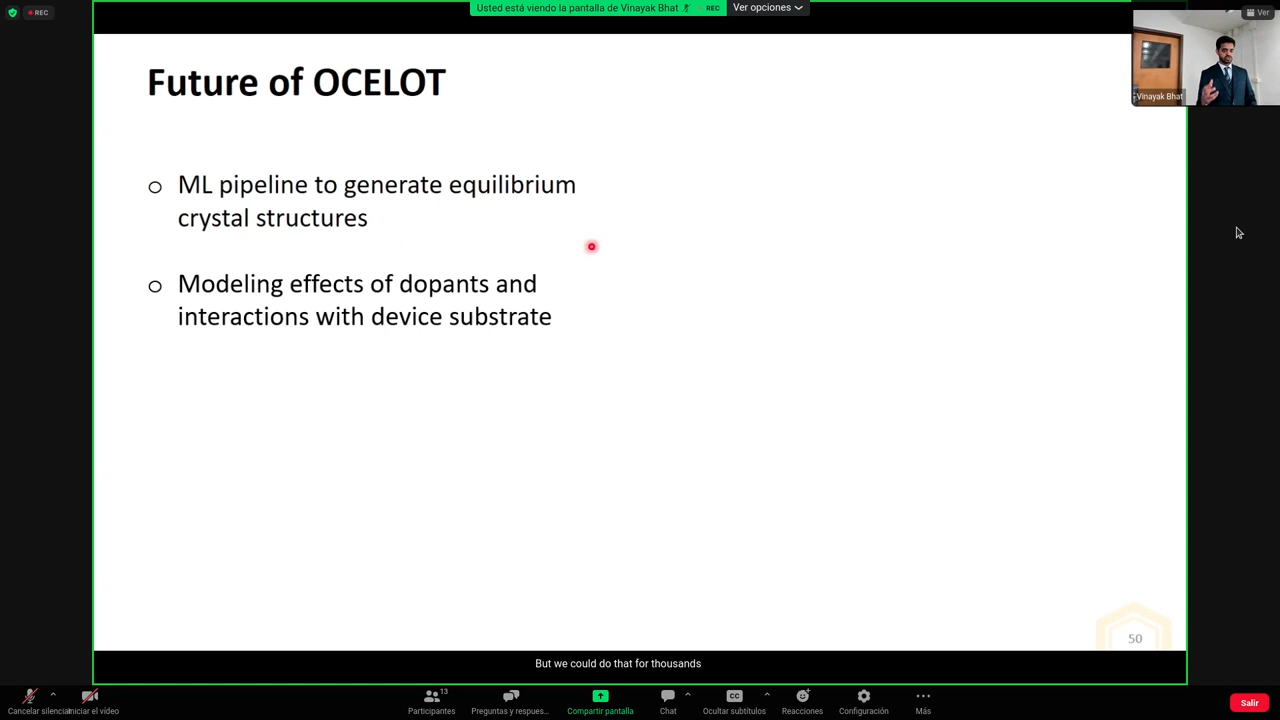 REC
Usted está viendo la pantalla de Vinayak Bhat
REC
Ver opciones
Ver
Vinayak Bhat
Future of OCELOT
ML pipeline to generate equilibrium
crystal structures
Modeling effects of dopants and
interactions with device substrate
50
But we could do that for thousands
13
Cancelar silenciar
Iniciar el vídeo
Participantes
Preguntas y respues...
Compartir pantalla
Chat
Ocultar subtítulos
Reacciones
Configuración
Más
Salir